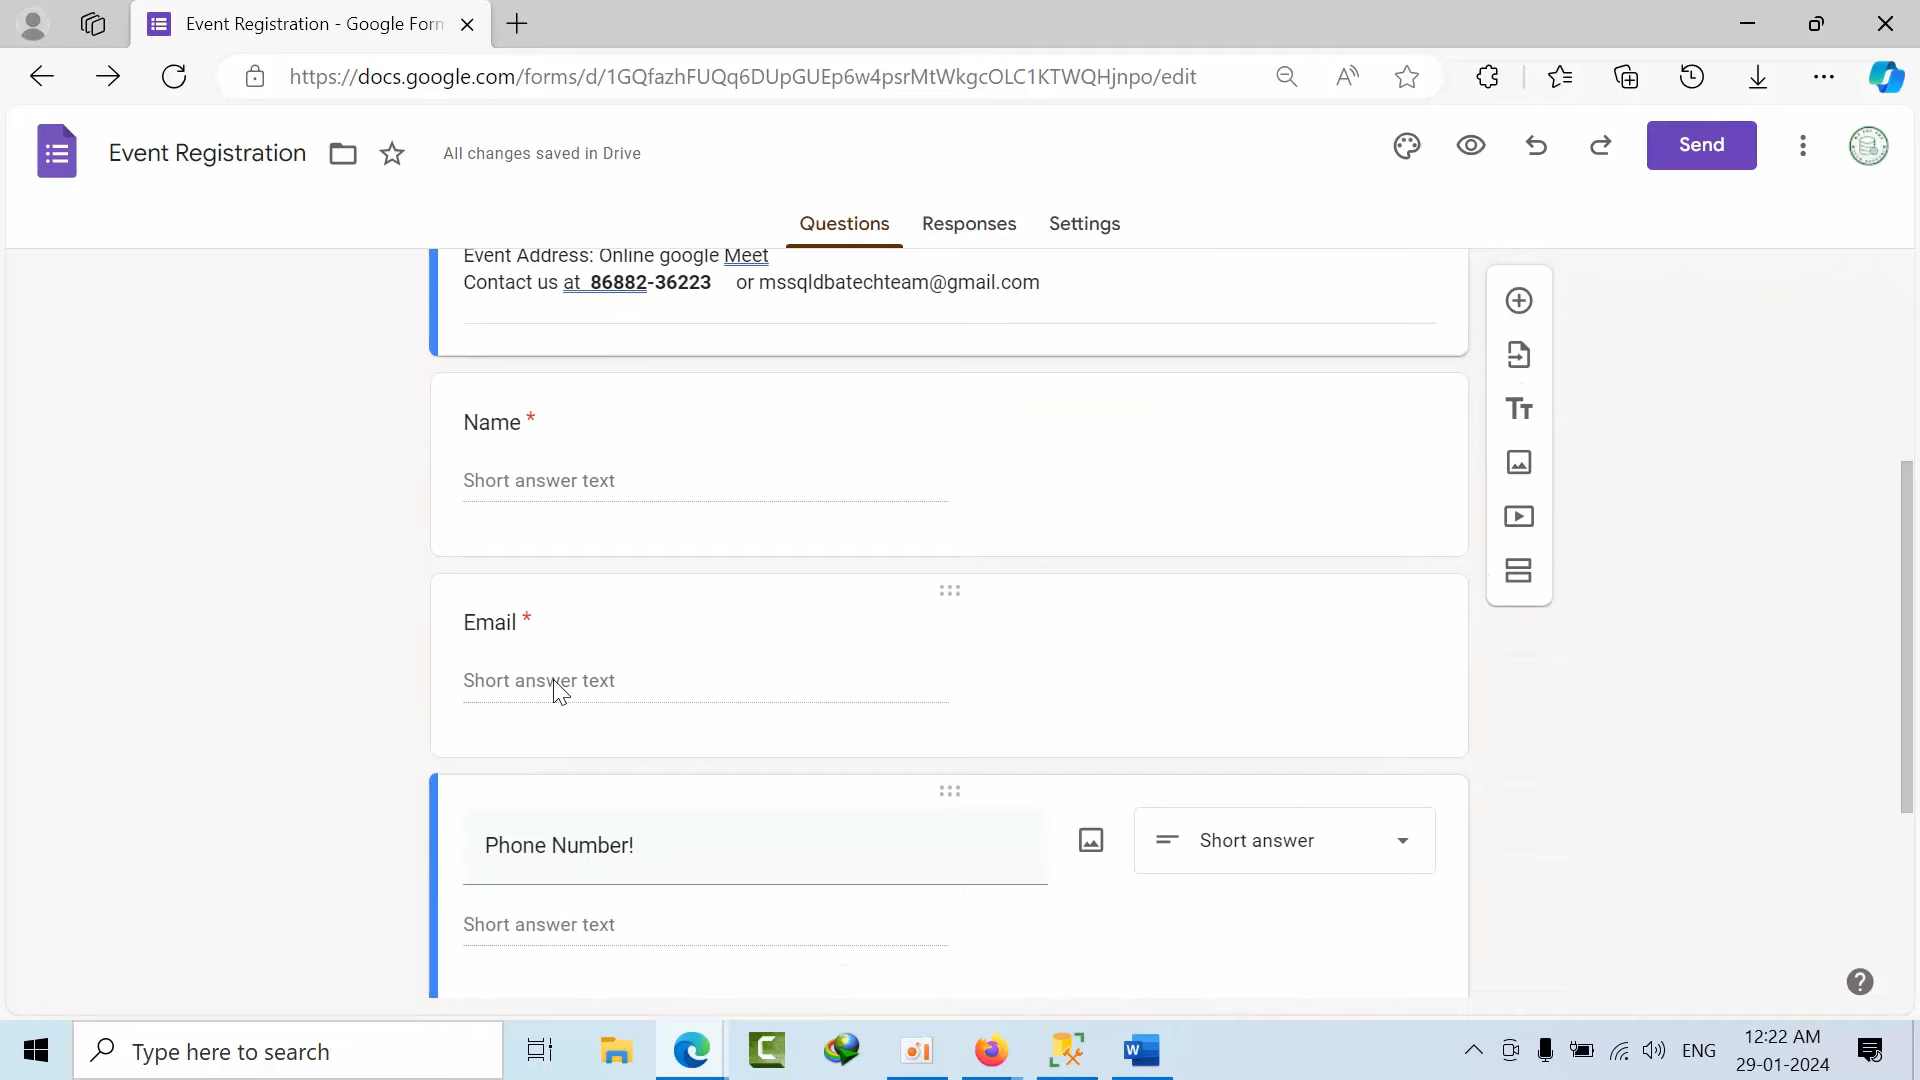 Event Registration - Google Form
https://docs.google.com/forms/d/1GQfazhFUQq6DUpGUEp6w4psrMtWkgcOLC1KTWQHjnpo/edit
Event Registration
All changes saved in Drive
Send
Questions
Responses
Settings
Event Address: Online google Meet
Contact us at 86882-36223 or mssqldbatechteam@gmail.com
Name *
Short answer text
Email *
Short answer text
Phone Number!
Short answer
Short answer text
Type here to search
ENG
12:22 AM
29-01-2024